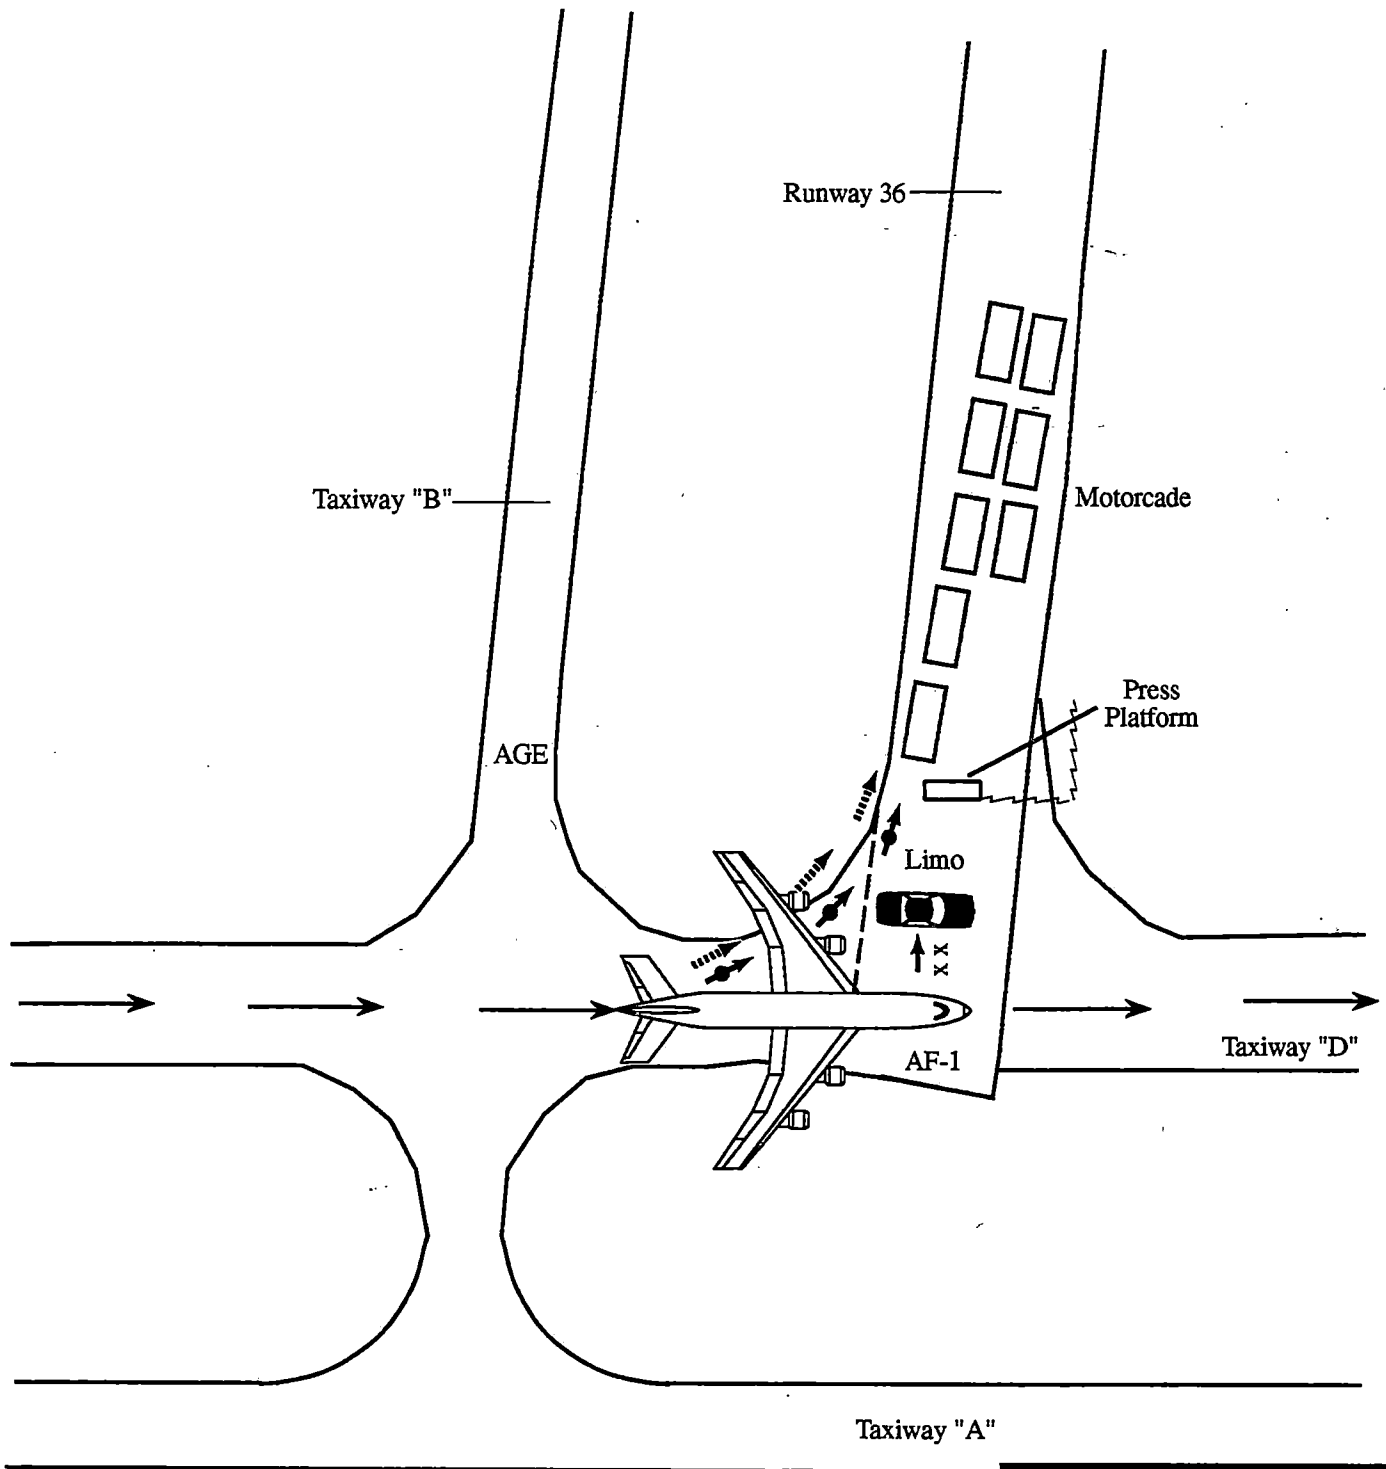 Runway 36
Taxiway "B"
Motorcade
Press
Platform
AGE
Limo
X X
AF-1
Taxiway "D"
Taxiway "A"